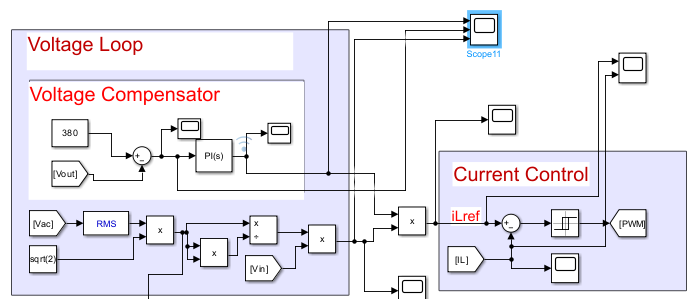 Voltage Loop
Scope11
Voltage Compensator
380
+
−
PI(s)
[Vout]
Current Control
[Vac]
RMS
x
sqrt(2)
x
x
÷
[Vin]
x
x
iLref
+
−
[PWM]
[IL]